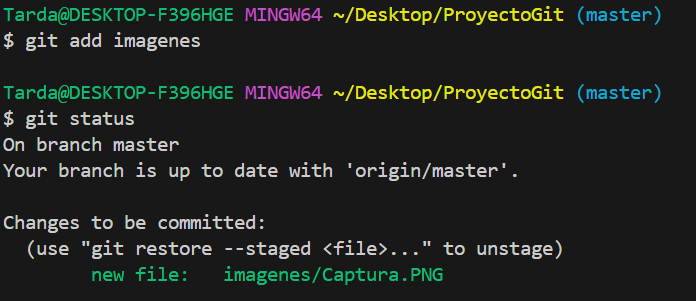 Tarda@DESKTOP-F396HGE MINGW64 ~/Desktop/ProyectoGit (master)
$ git add imagenes
Tarda@DESKTOP-F396HGE MINGW64 ~/Desktop/ProyectoGit (master)
$ git status
On branch master
Your branch is up to date with 'origin/master'.
Changes to be committed:
  (use "git restore --staged <file>..." to unstage)
        new file:   imagenes/Captura.PNG